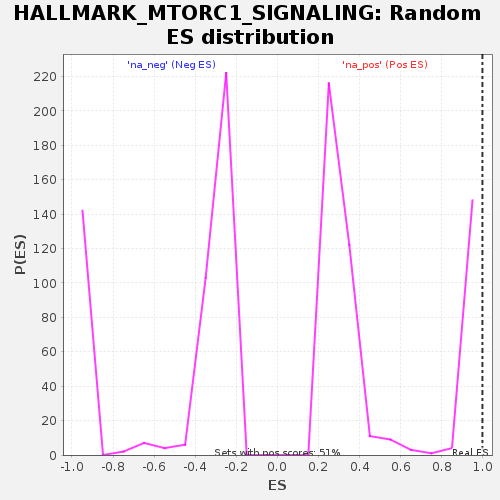 HALLMARK_MTORC1_SIGNALING: Random
ES distribution
'na_neg' (Neg ES)
'na_pos' (Pos ES)
220
200
180
160
140
120
100
80
60
40
20
0
P(ES)
Sets with pos scores: 51%
Real ES
-1.0 -0.8 -0.6 -0.4 -0.2 -0.0 0.2 0.4 0.6 0.8 1.0
ES